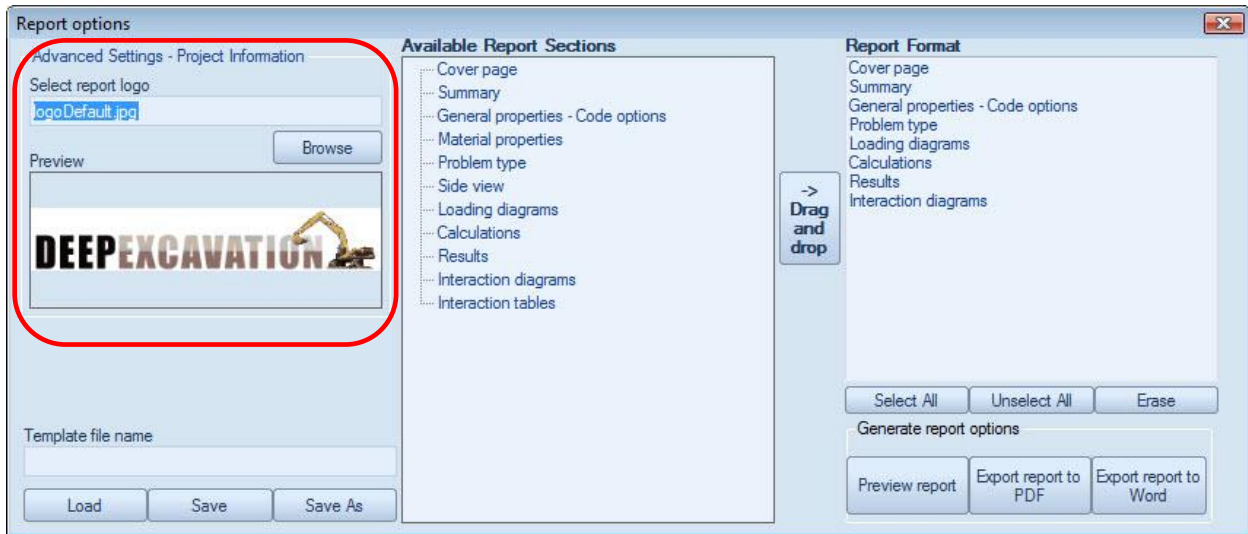 Report options
Advanced Settings - Project Information
Select report logo
logoDefault.jpg
Browse
Preview
DEEPEXCAVATION
Template file name
Load
Save
Save As
Available Report Sections
Cover page
Summary
General properties - Code options
Material properties
Problem type
Side view
Loading diagrams
Calculations
Results
Interaction diagrams
Interaction tables
->
Drag
and
drop
Report Format
Cover page
Summary
General properties - Code options
Problem type
Loading diagrams
Calculations
Results
Interaction diagrams
Select All
Unselect All
Erase
Generate report options
Preview report
Export report to
PDF
Export report to
Word